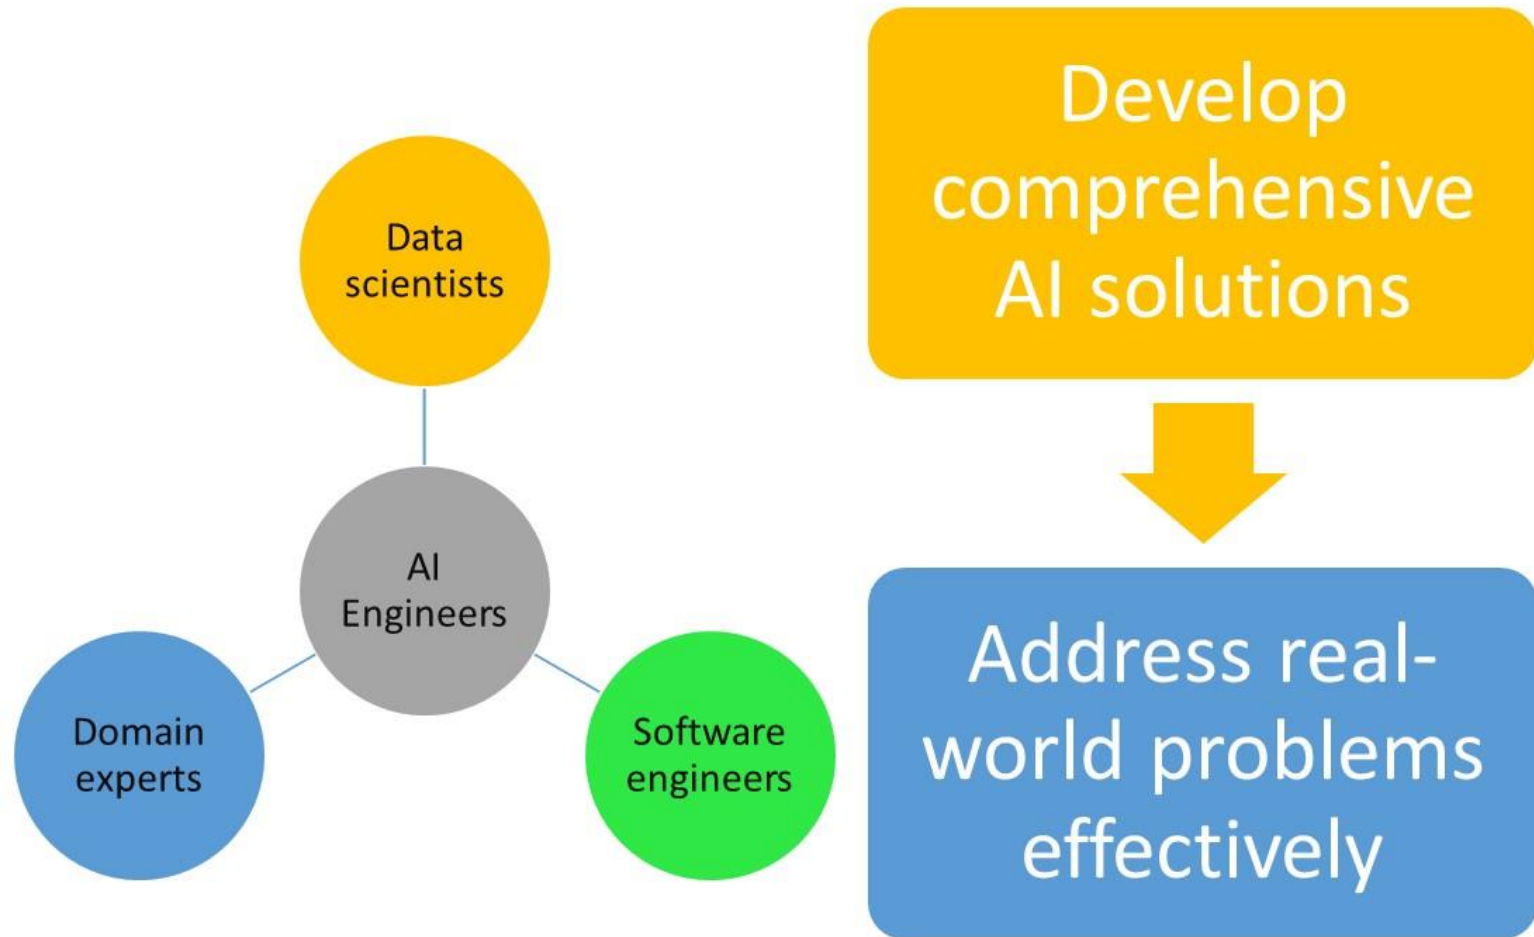 Data
scientists
AI
Engineers
Domain
experts
Software
engineers
Develop
comprehensive
AI solutions
Address real-
world problems
effectively